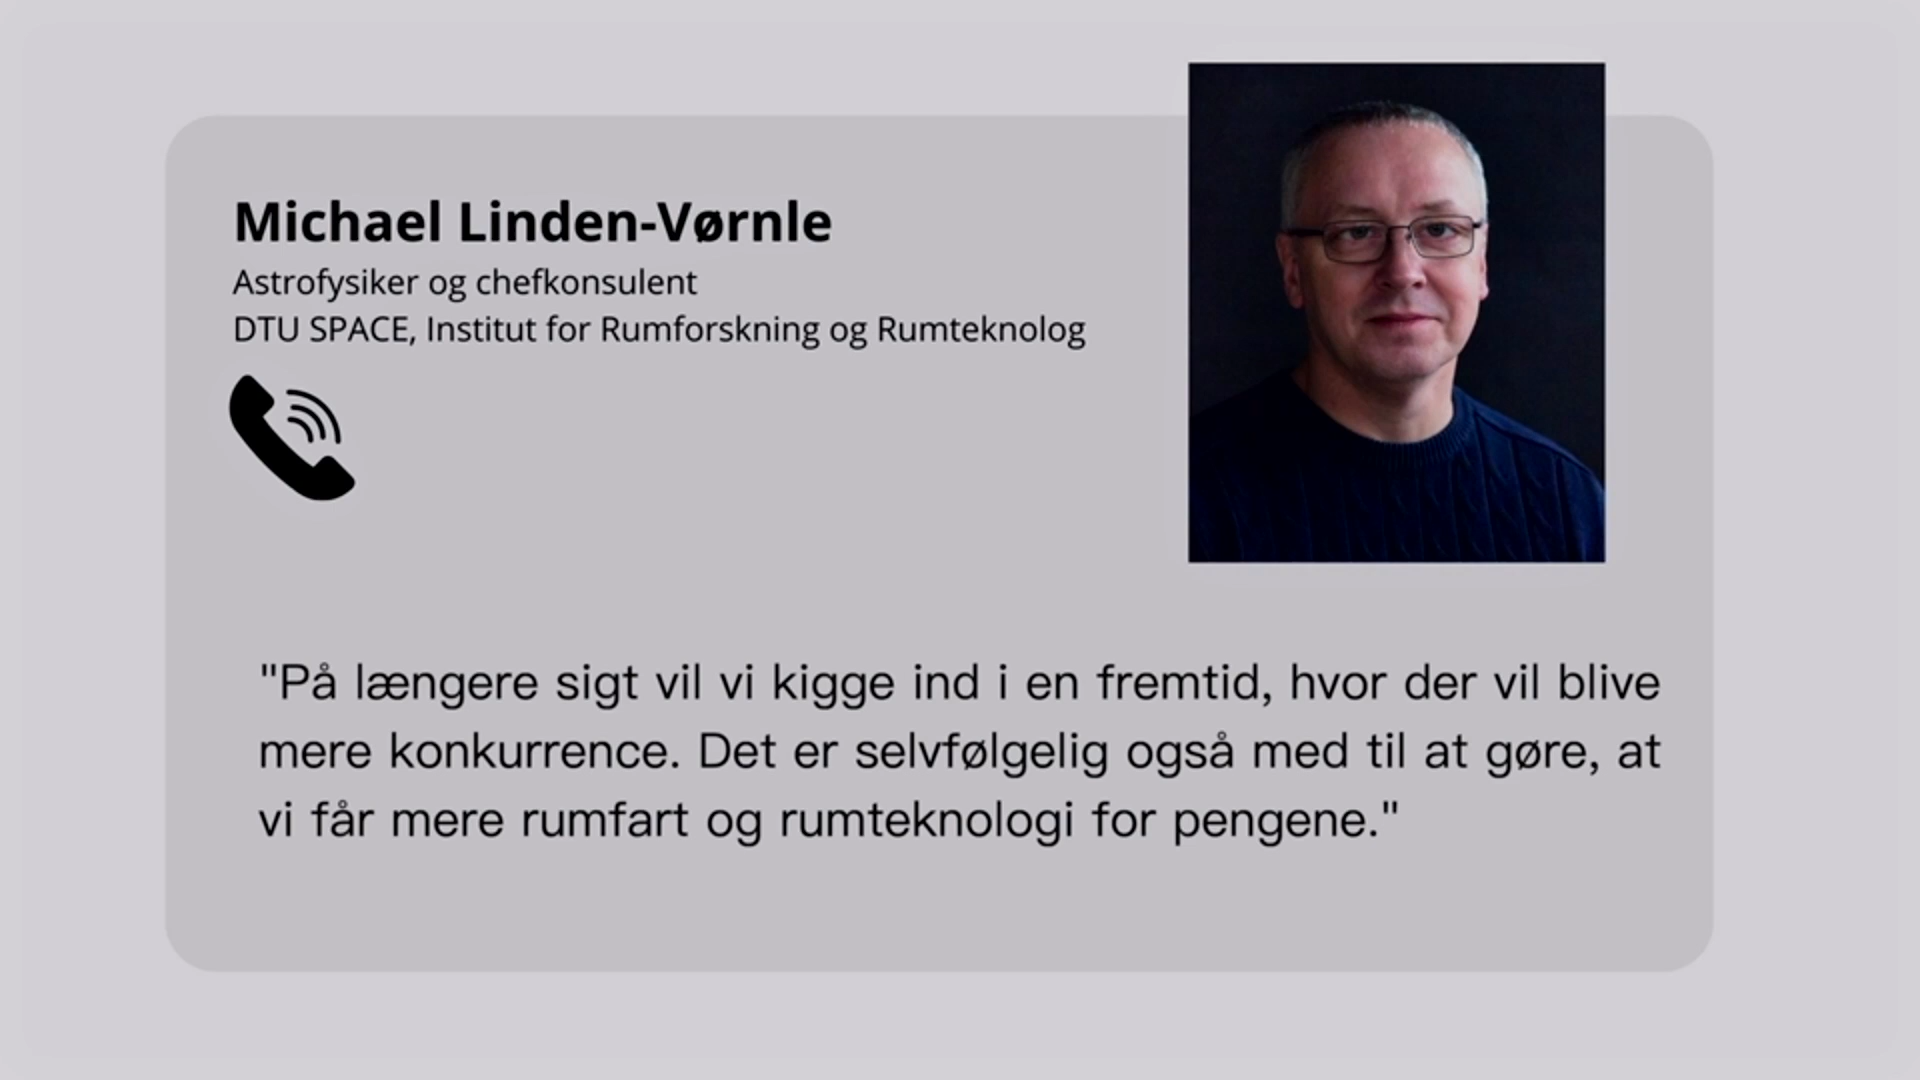 Michael Linden-Vørnle
Astrofysiker og chefkonsulent
DTU SPACE, Institut for Rumforskning og Rumteknolog
"På længere sigt vil vi kigge ind i en fremtid, hvor der vil blive
mere konkurrence. Det er selvfølgelig også med til at gøre, at
vi får mere rumfart og rumteknologi for pengene."